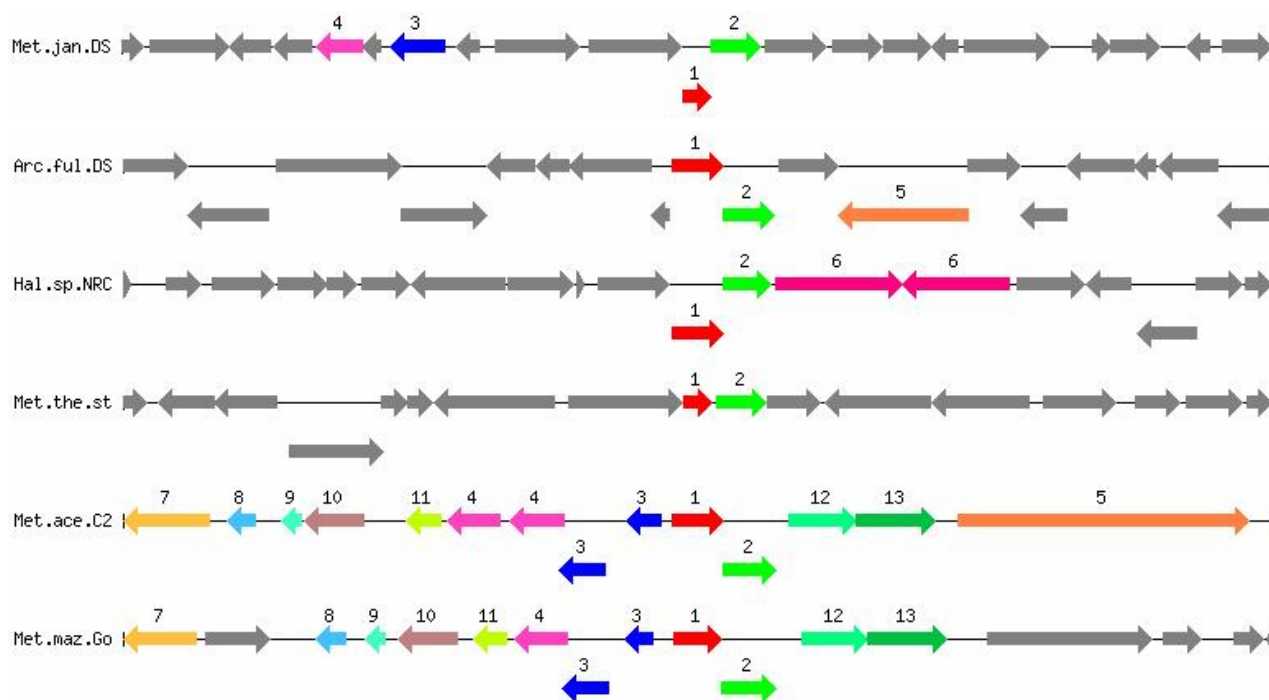 4 3 2
Met.jan.DS
1
1
Arc.ful.DS
2 5
2 6 6
Hal.sp.NRC
1
1 2
Met.the.st
7 8 9 10 11 4 4 3 1 12 13 5
Met.ace.C2
3 2
7 8 9 10 11 4 3 1 12 13
Met.maz.Go
3 2